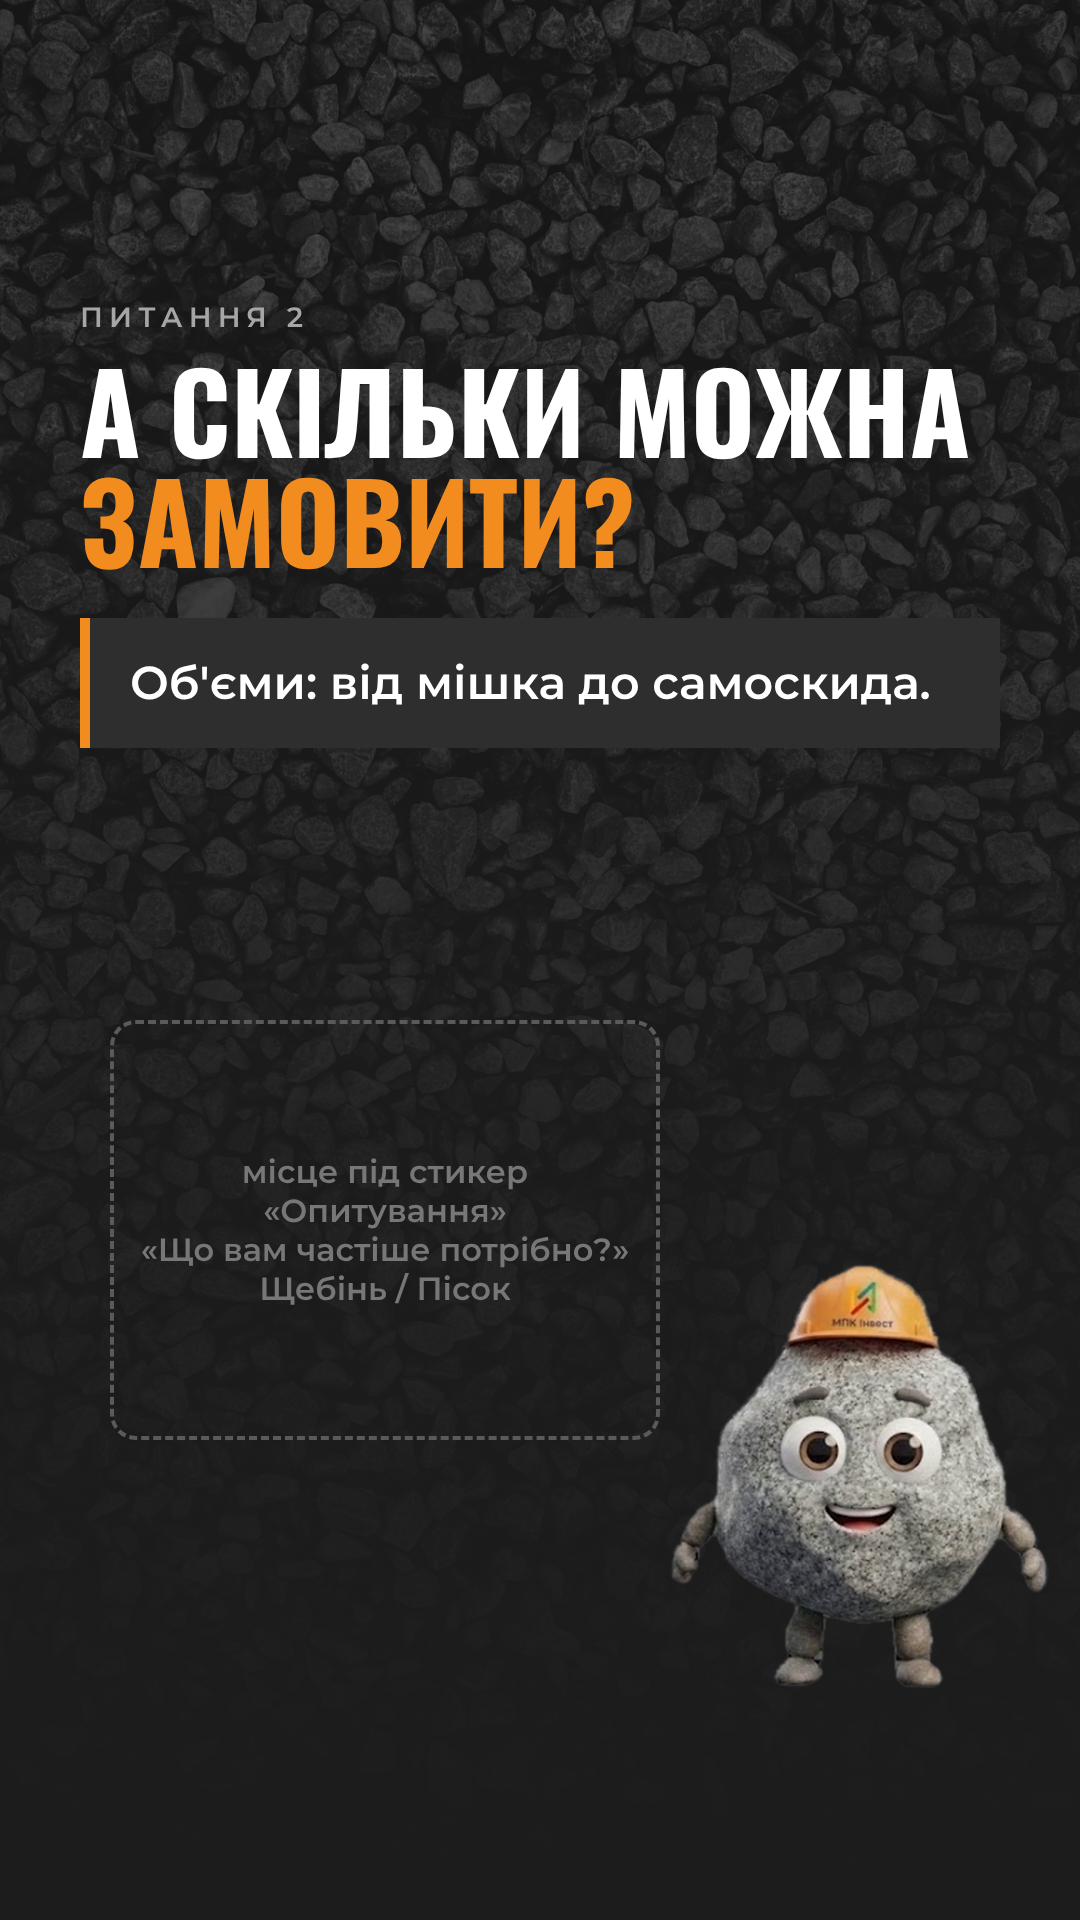 ПИТАННЯ 2
А СКІЛЬКИ МОЖНА
ЗАМОВИТИ?
Об'єми: від мішка до самоскида.
місце під стикер
«Опитування»
«Що вам частіше потрібно?»
Щебінь / Пісок
МПК Інвест